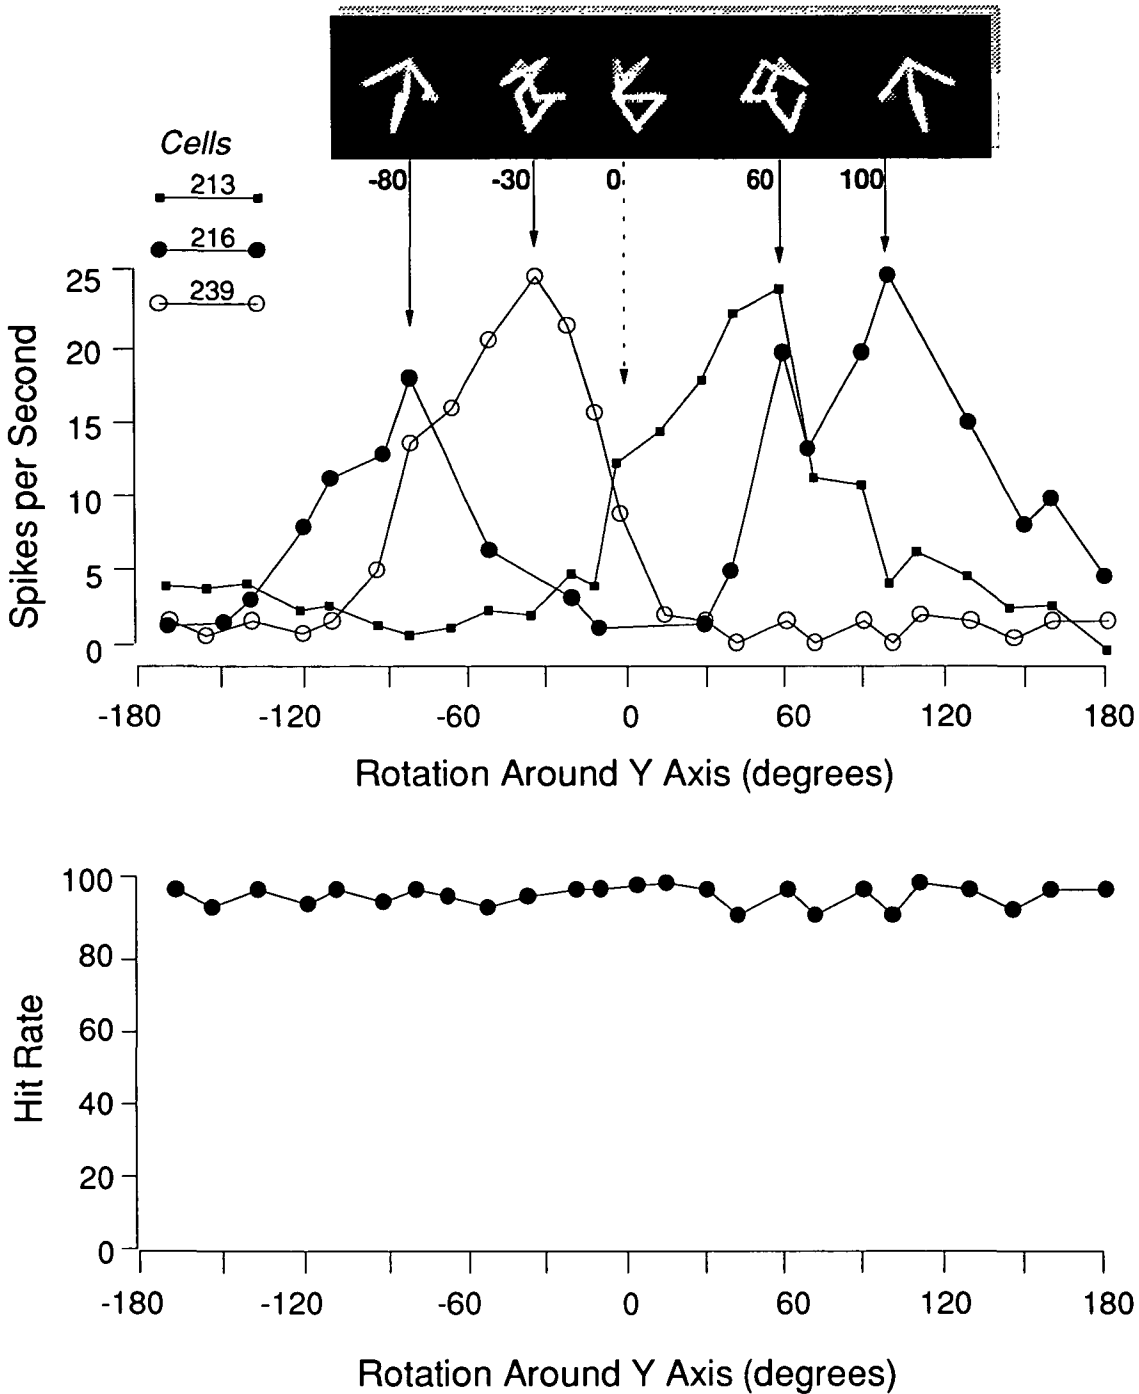 Cells
213
216
239
-80 -30 0 60 100
25
20
15
10
5
0
Spikes per Second
-180 -120 -60 0 60 120 180
Rotation Around Y Axis (degrees)
100
80
60
40
20
0
Hit Rate
-180 -120 -60 0 60 120 180
Rotation Around Y Axis (degrees)